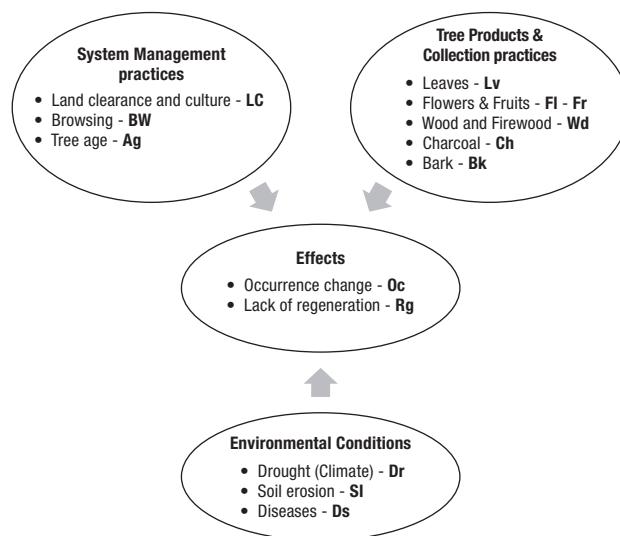 System Management
practices
• Land clearance and culture - LC
• Browsing - BW
• Tree age - Ag
Tree Products &
Collection practices
• Leaves - Lv
• Flowers & Fruits - Fl - Fr
• Wood and Firewood - Wd
• Charcoal - Ch
• Bark - Bk
Effects
• Occurrence change - Oc
• Lack of regeneration - Rg
Environmental Conditions
• Drought (Climate) - Dr
• Soil erosion - Sl
• Diseases - Ds